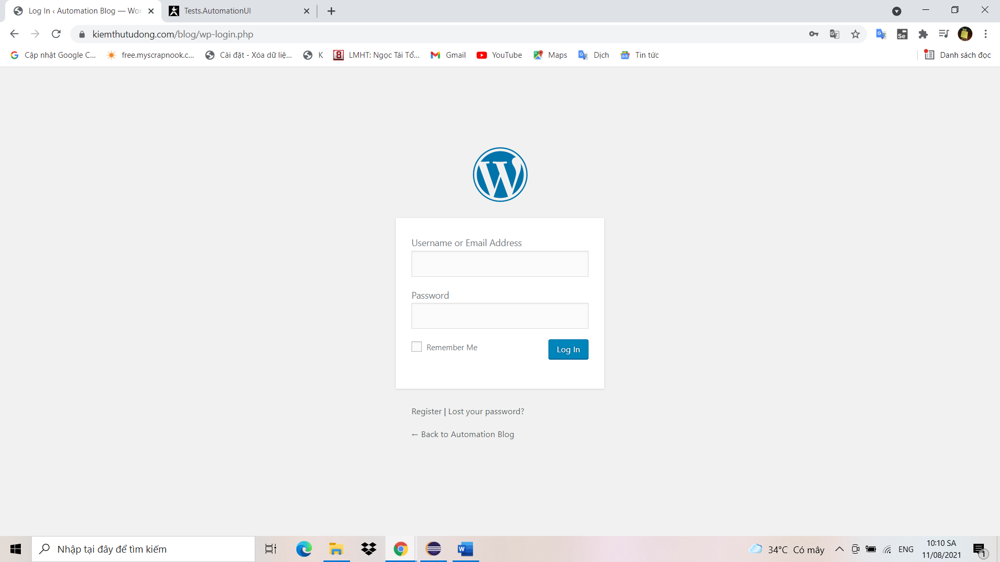 Log In ‹ Automation Blog — Wor
Tests.AutomationUI
kiemthutudong.com/blog/wp-login.php
Cập nhật Google C...
free.myscrapnook.c...
Cài đặt - Xóa dữ liệ...
K
LMHT: Ngọc Tái Tổ...
Gmail
YouTube
Maps
Dịch
Tin tức
Danh sách đọc
Username or Email Address
Password
Remember Me
Log In
Register | Lost your password?
← Back to Automation Blog
Nhập tại đây để tìm kiếm
34°C Có mây
ENG
10:10 SA
11/08/2021
1